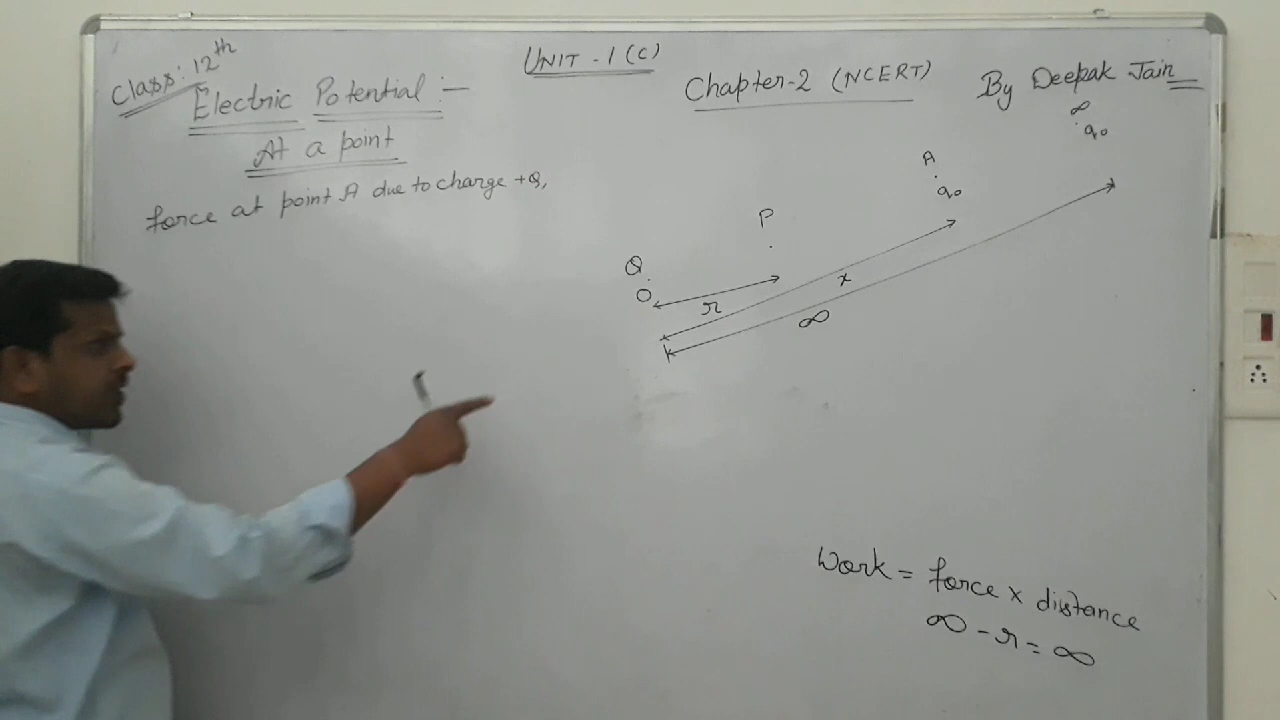 Class: 12th
UNIT - 1 (C)
Chapter-2 (NCERT)
By Deepak Jain
Electric Potential :-
At a point
force at point A due to charge +Q,
∞
q₀
A
q₀
P
Q
O
r
x
∞
Work = force × distance
∞ - r = ∞